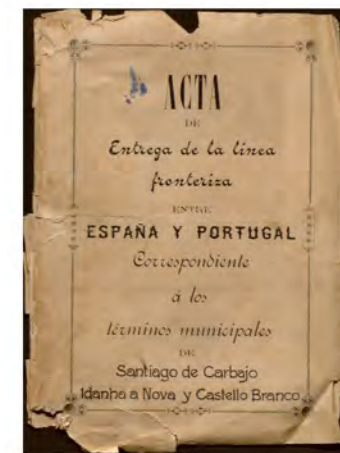 ACTA
DE
Entrega de la línea
fronteriza
ENTRE
ESPAÑA Y PORTUGAL
Correspondiente
á los
términos municipales
DE
Santiago de Carbajo
Idanha a Nova y Castello Branco